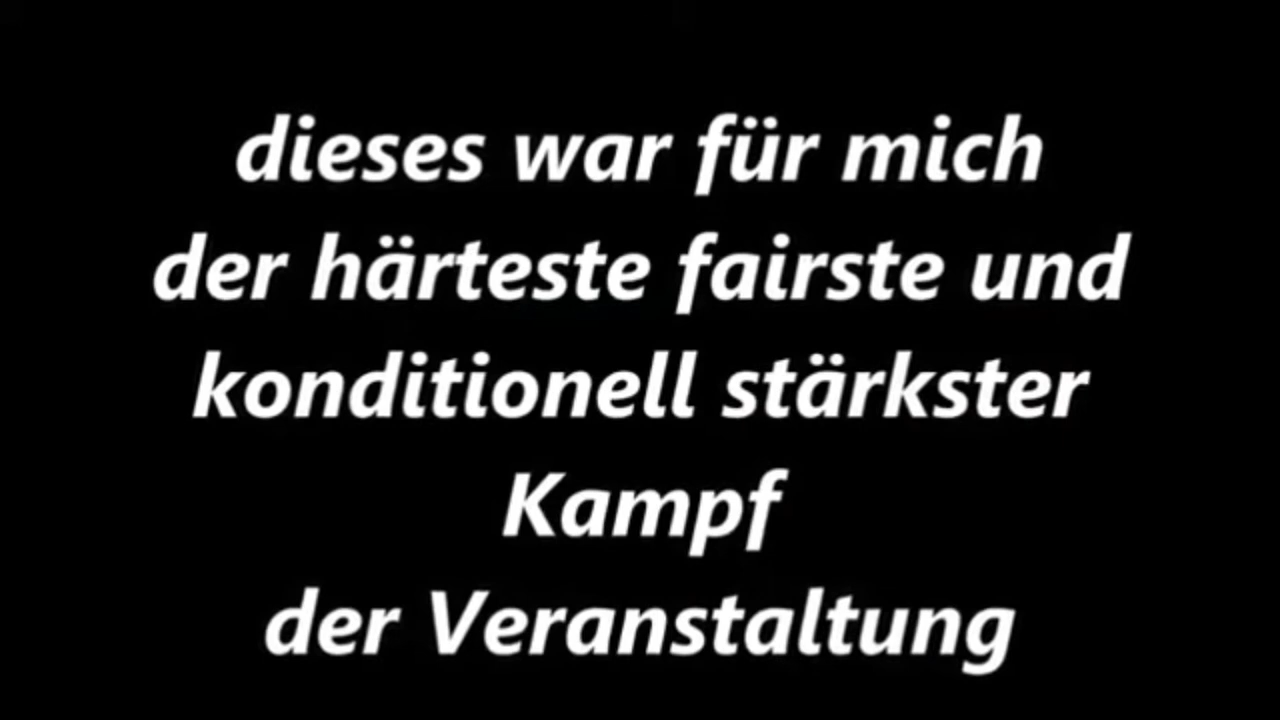 dieses war für mich
der härteste fairste und
konditionell stärkster
Kampf
der Veranstaltung